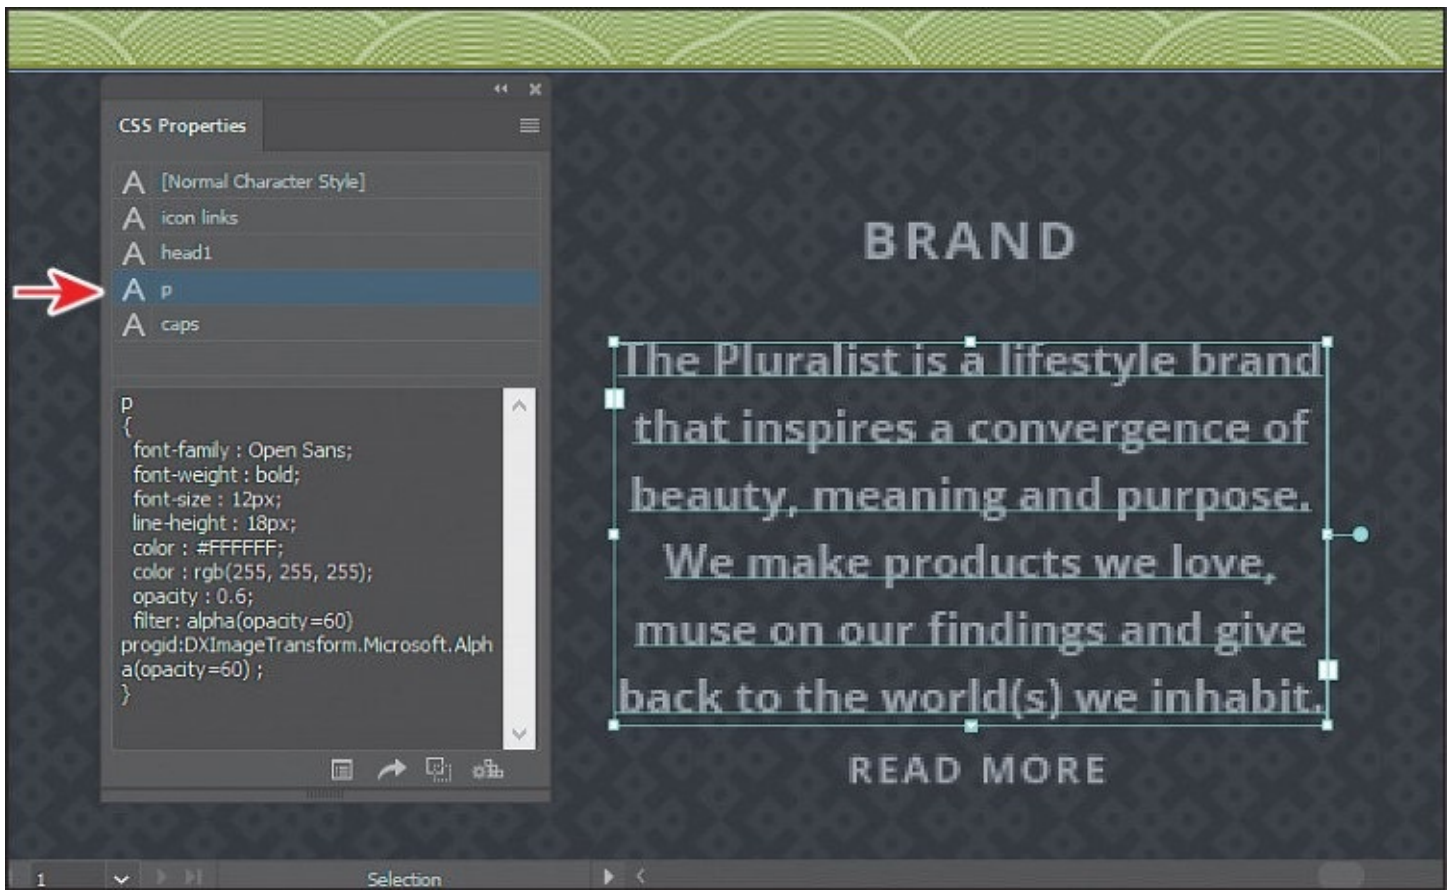 CSS Properties
[Normal Character Style]
icon links
head1
p
caps
p
{
font-family : Open Sans;
font-weight : bold;
font-size : 12px;
line-height : 18px;
color : #FFFFFF;
color : rgb(255, 255, 255);
opacity : 0.6;
filter: alpha(opacity=60)
progid:DXImageTransform.Microsoft.Alph
a(opacity=60) ;
}
BRAND
The Pluralist is a lifestyle brand
that inspires a convergence of
beauty, meaning and purpose.
We make products we love,
muse on our findings and give
back to the world(s) we inhabit.
READ MORE
1
Selection